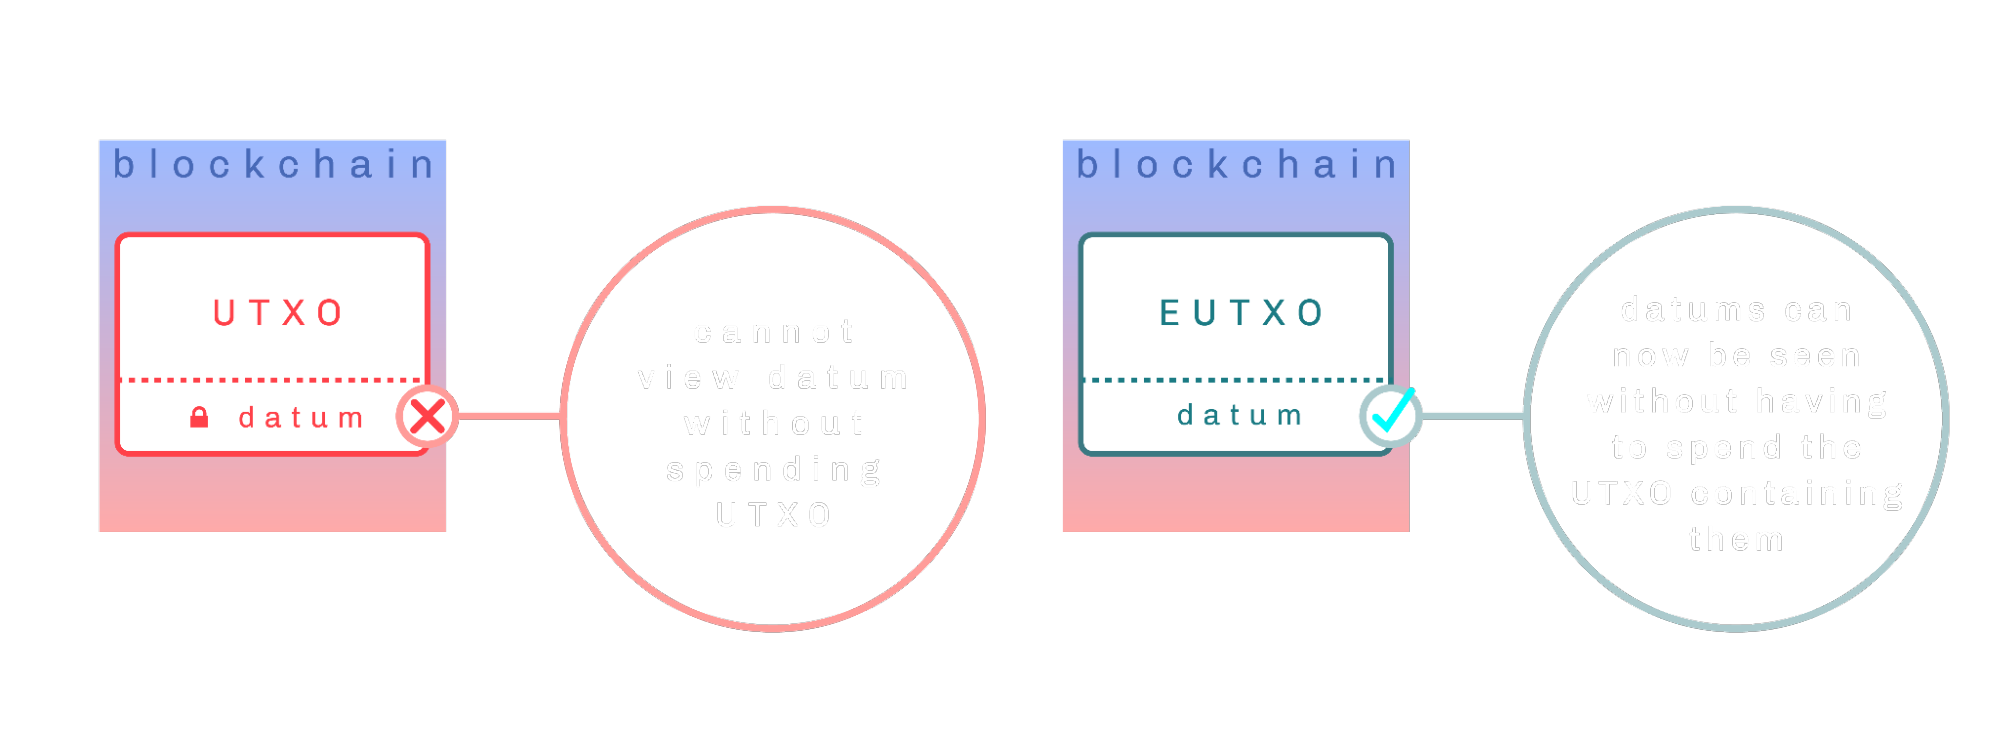 blockchain
UTXO
datum
cannot
view datum
without
spending
UTXO
blockchain
EUTXO
datum
datums can
now be seen
without having
to spend the
UTXO containing
them